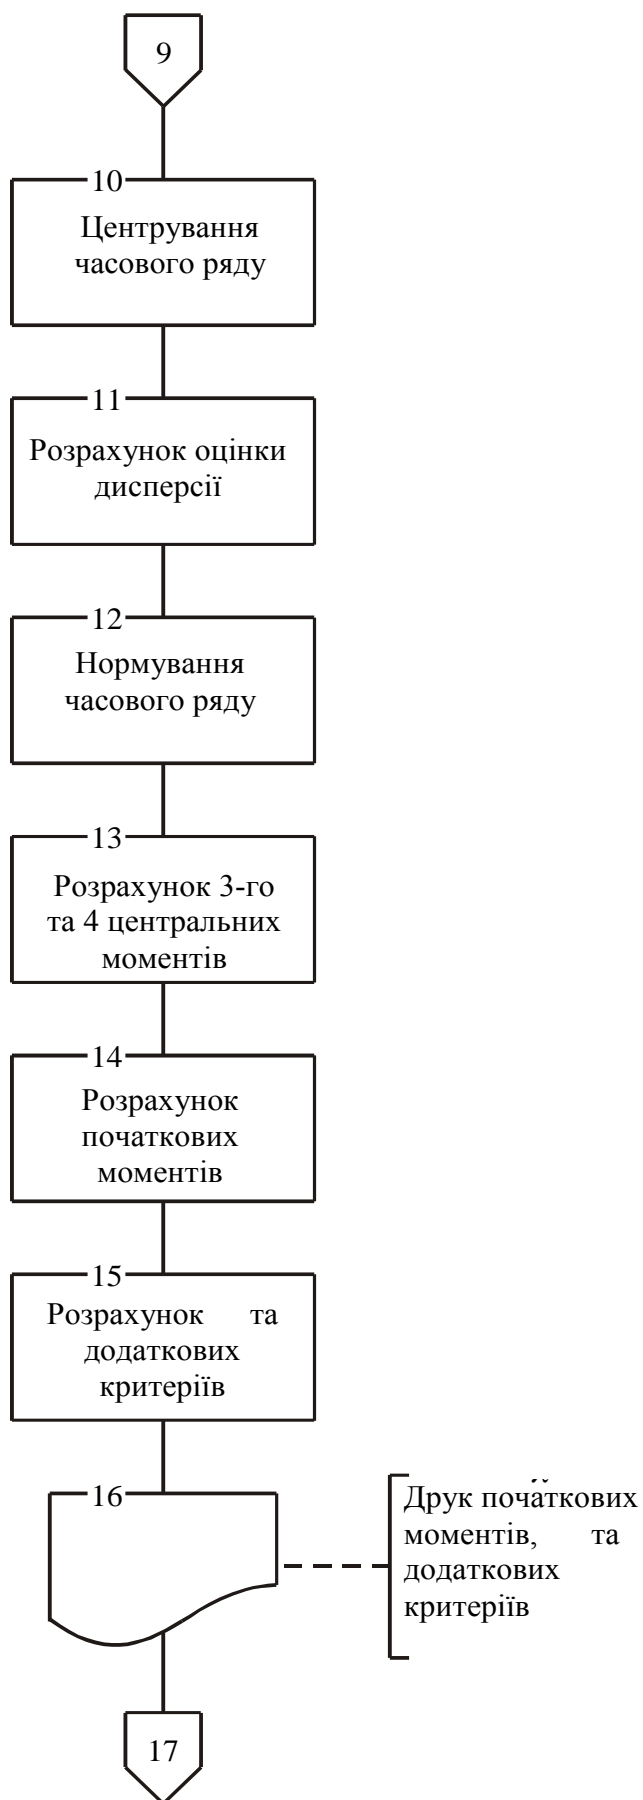 9
10
Центрування
часового ряду
11
Розрахунок оцінки
дисперсії
12
Нормування
часового ряду
13
Розрахунок 3-го
та 4 центральних
моментів
14
Розрахунок
початкових
моментів
15
Розрахунок та
додаткових
критеріїв
16
Друк початкових
моментів, та
додаткових
критеріїв
17